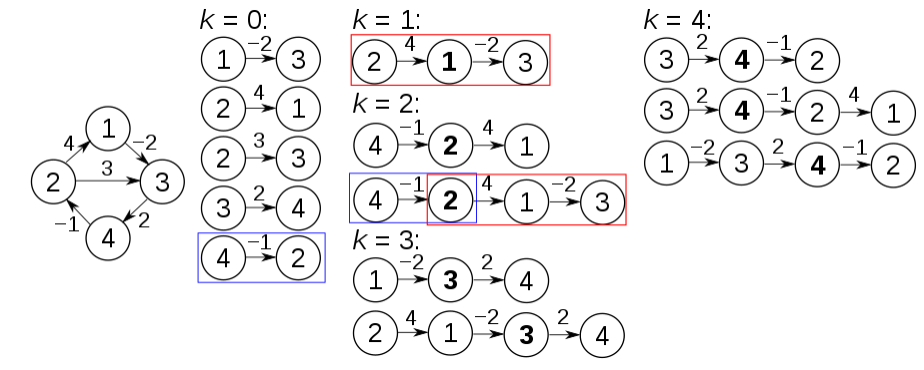 1
4
−2
2
3
3
−1
2
4
k = 0:
1 −2 3
2 4 1
2 3 3
3 2 4
4 −1 2
k = 1:
2 4 1 −2 3
k = 2:
4 −1 2 4 1
4 −1 2 4 1 −2 3
k = 3:
1 −2 3 2 4
2 4 1 −2 3 2 4
k = 4:
3 2 4 −1 2
3 2 4 −1 2 4 1
1 −2 3 2 4 −1 2